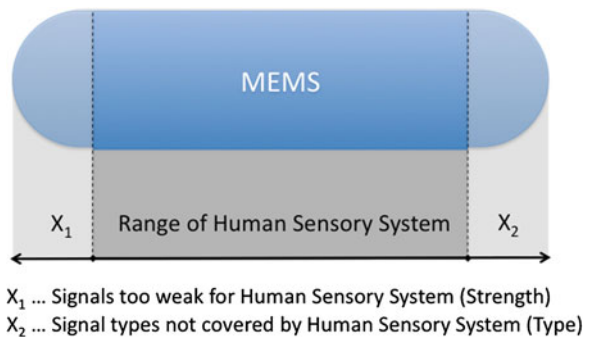 MEMS
X₁ Range of Human Sensory System X₂
X₁ ... Signals too weak for Human Sensory System (Strength)
X₂ ... Signal types not covered by Human Sensory System (Type)